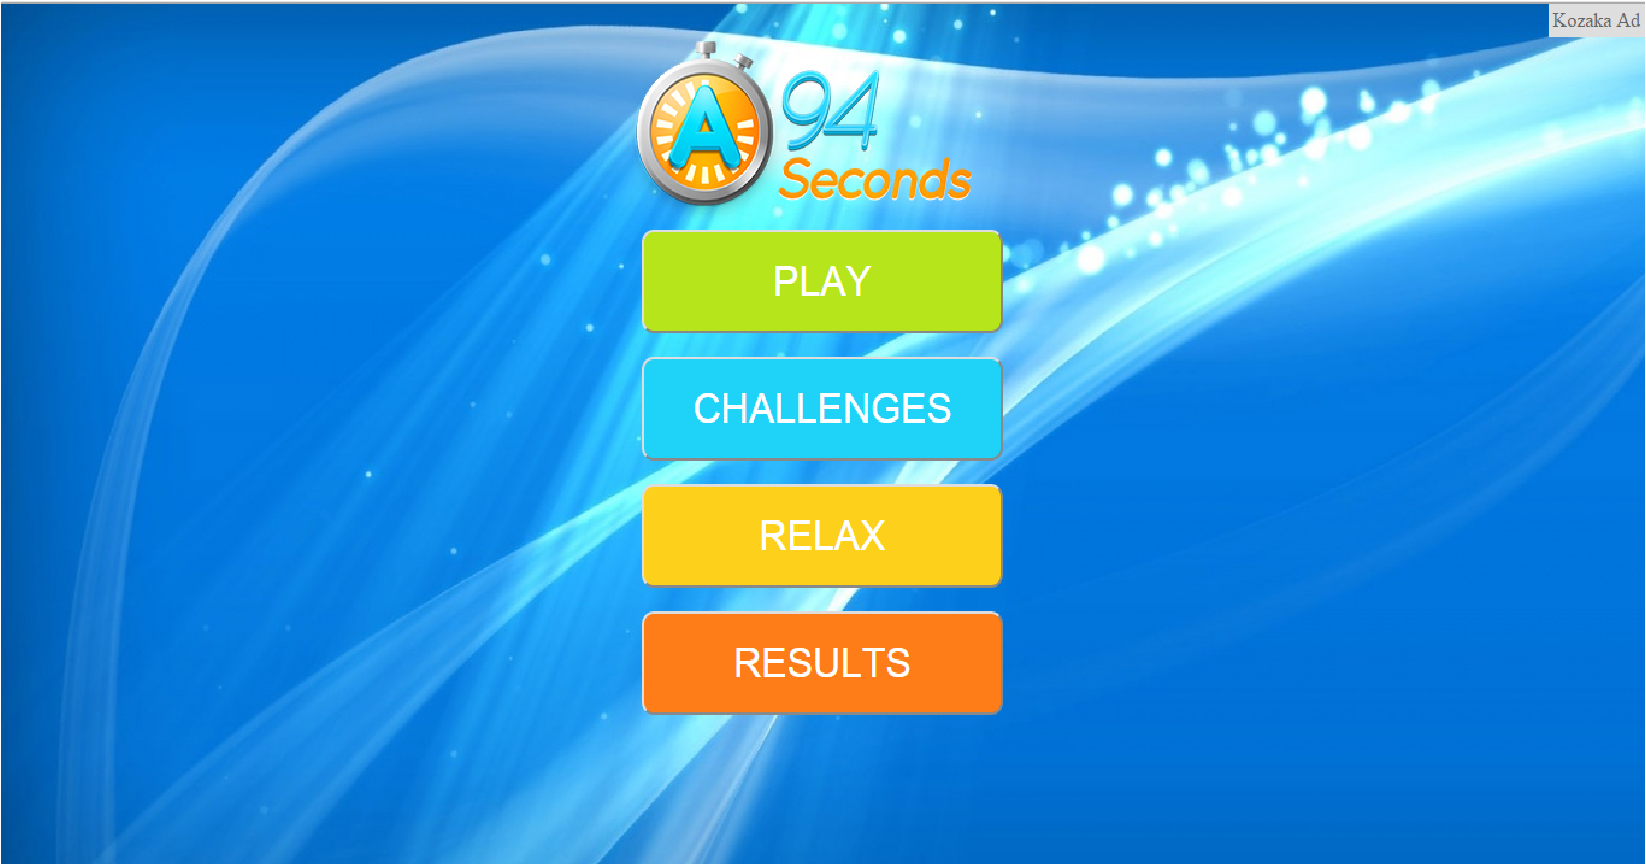 Kozaka Ad
A
94
Seconds
PLAY
CHALLENGES
RELAX
RESULTS